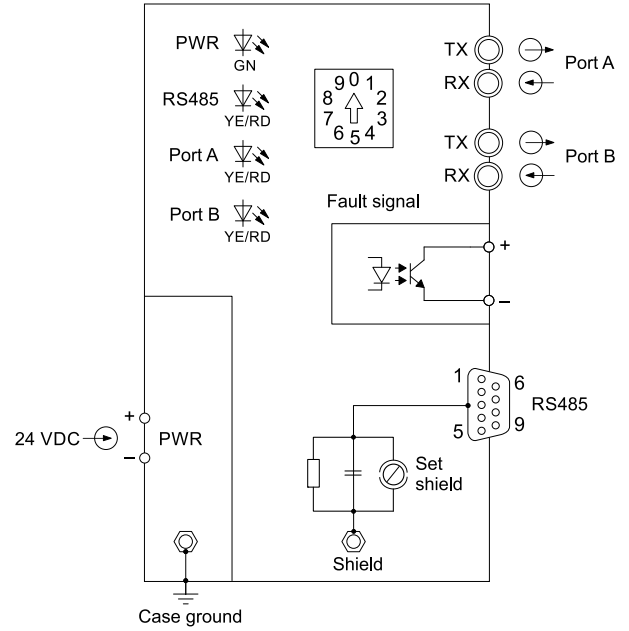 PWR
GN
RS485
YE/RD
Port A
YE/RD
Port B
YE/RD
9 0 1
8 2
7 3
6 5 4
TX
RX
Port A
TX
RX
Port B
Fault signal
+
–
1
6
5
9
RS485
Set
shield
Shield
24 VDC
+
–
PWR
Case ground